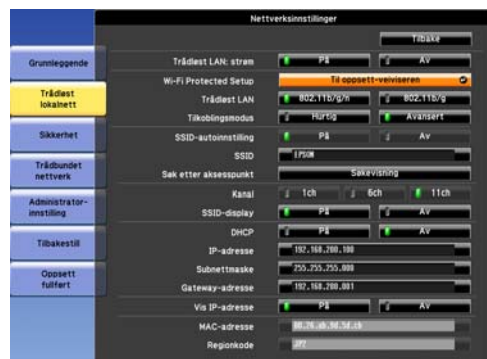 Nettverksinnstillinger
Tilbake
Grunnleggende
Trådløst lokalnett
Sikkerhet
Trådbundet nettverk
Administrator-innstilling
Tilbakestill
Oppsett fullført
Trådløst LAN: strøm På Av
Wi-Fi Protected Setup Til oppsett-veiviseren
Trådløst LAN 802.11b/g/n 802.11b/g
Tilkoblingsmodus Hurtig Avansert
SSID-autoinnstilling På Av
SSID EPSON
Søk etter aksesspunkt Søkevisning
Kanal 1ch 6ch 11ch
SSID-display På Av
DHCP På Av
IP-adresse 192.168.200.100
Subnettmaske 255.255.255.000
Gateway-adresse 192.168.200.001
Vis IP-adresse På Av
MAC-adresse
Regionkode JP2